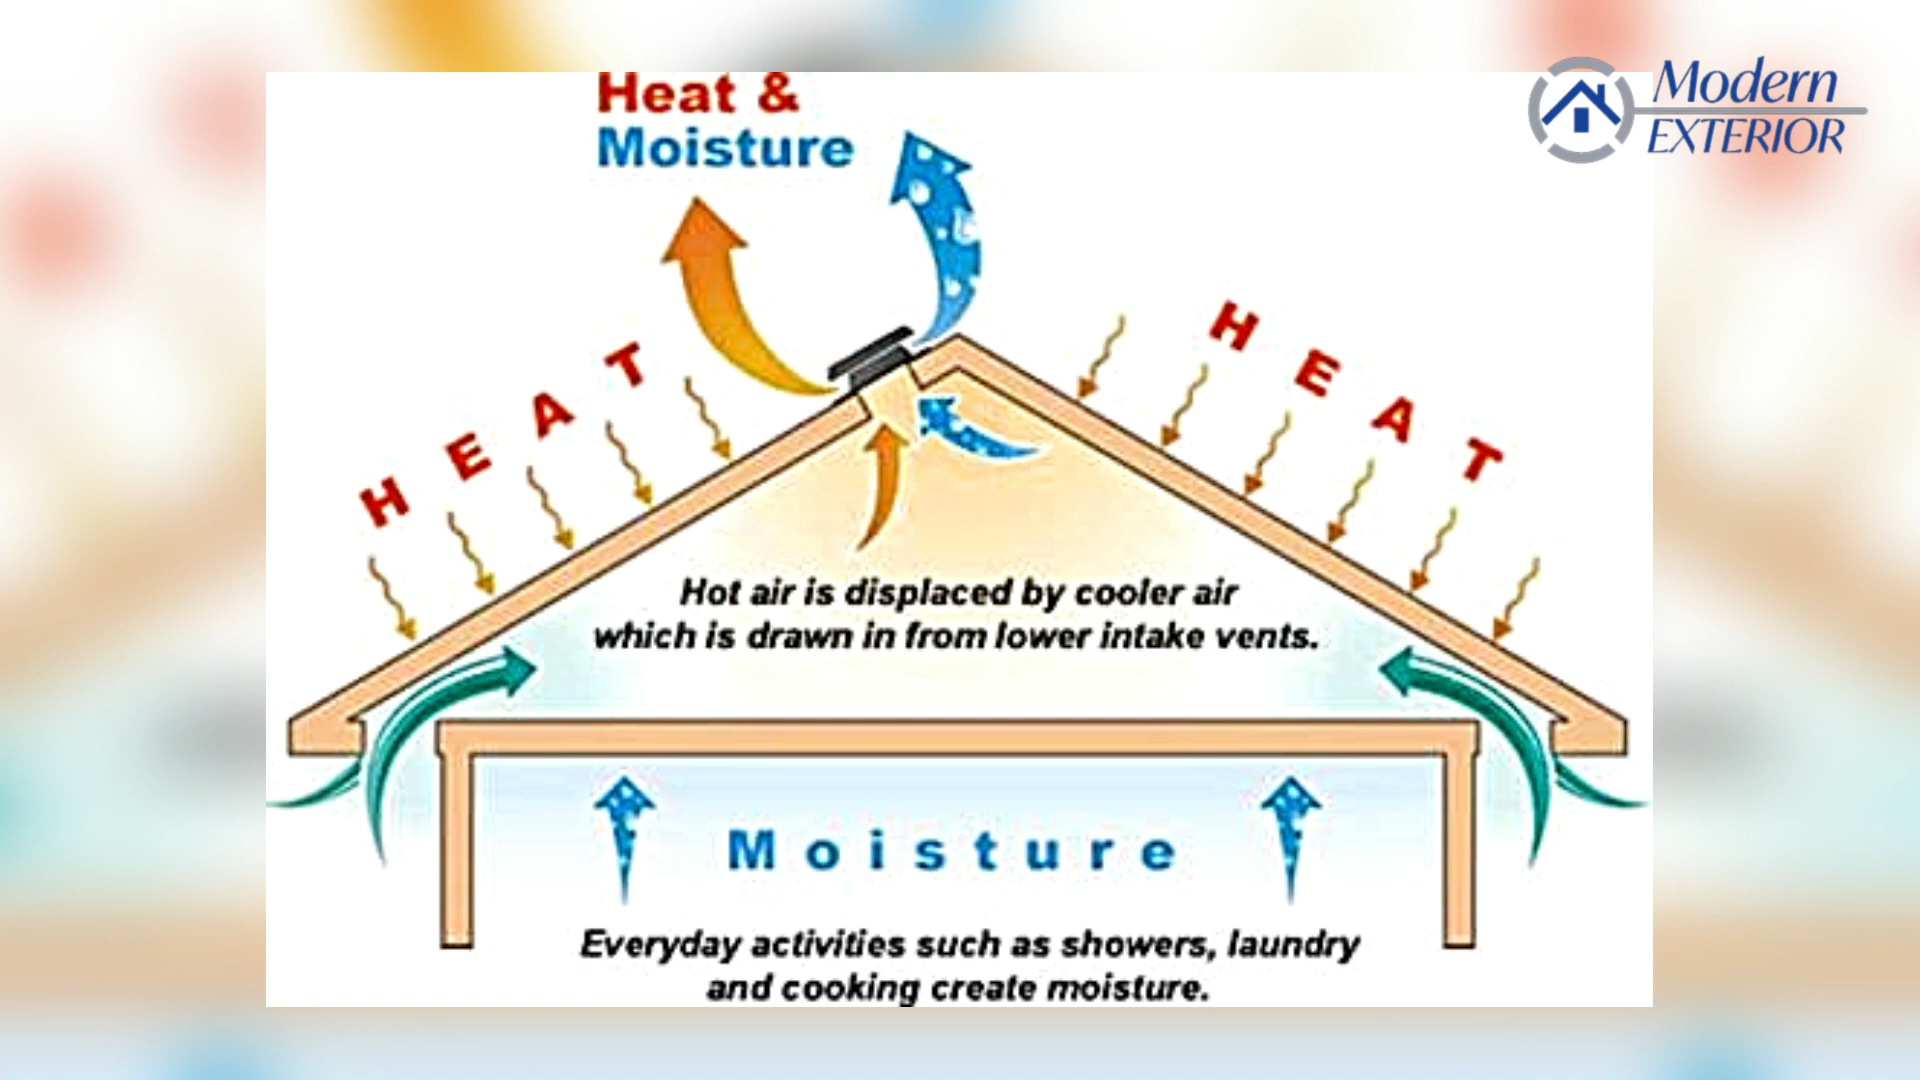 Modern
EXTERIOR
Heat &
Moisture
HEAT
HEAT
Hot air is displaced by cooler air
which is drawn in from lower intake vents.
Moisture
Everyday activities such as showers, laundry
and cooking create moisture.